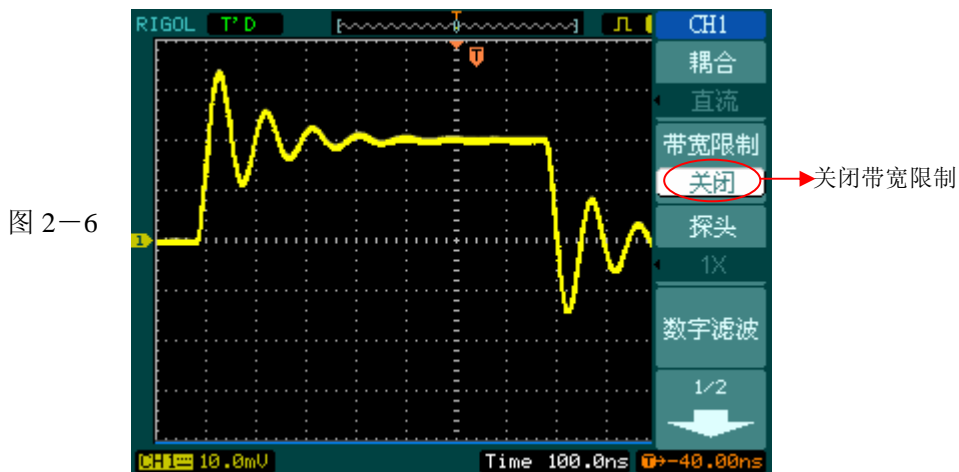 RIGOL T'D T CH1
T
耦合
直流
带宽限制
关闭
关闭带宽限制
探头
图 2－6
1
1X
数字滤波
1/2
CH1 10.0mV Time 100.0ns T→-40.00ns